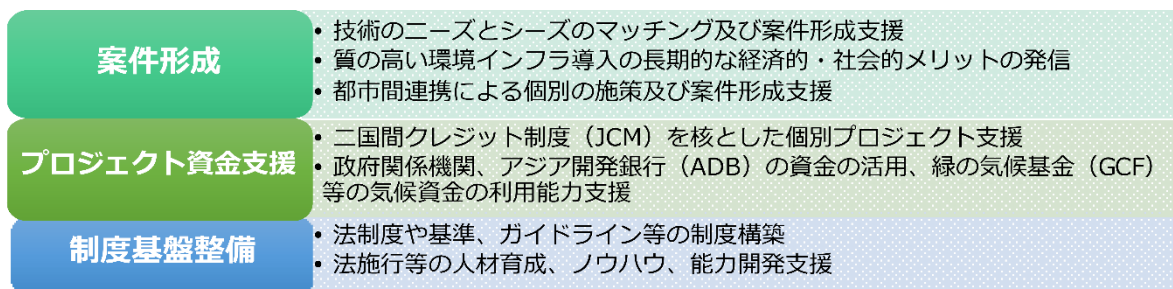 案件形成
• 技術のニーズとシーズのマッチング及び案件形成支援
• 質の高い環境インフラ導入の長期的な経済的・社会的メリットの発信
• 都市間連携による個別の施策及び案件形成支援
プロジェクト資金支援
• 二国間クレジット制度（JCM）を核とした個別プロジェクト支援
• 政府関係機関、アジア開発銀行（ADB）の資金の活用、緑の気候基金（GCF）
等の気候資金の利用能力支援
制度基盤整備
• 法制度や基準、ガイドライン等の制度構築
• 法施行等の人材育成、ノウハウ、能力開発支援